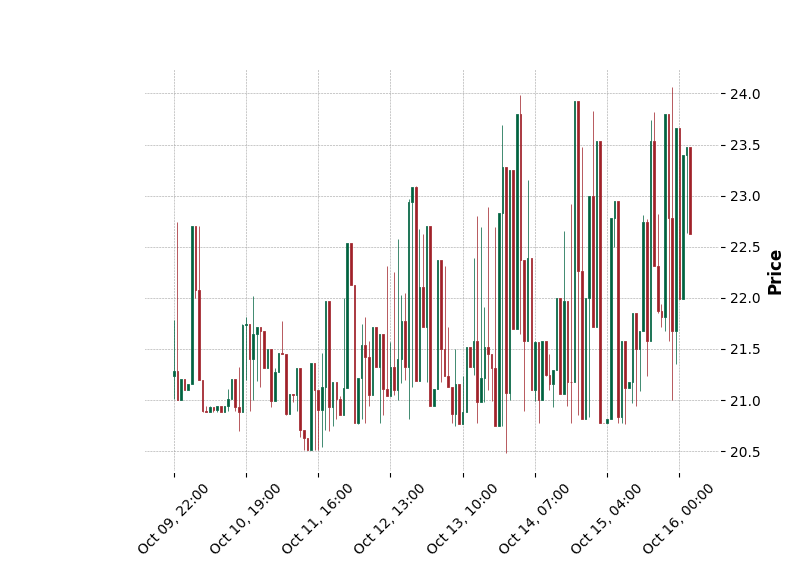 24.0
23.5
23.0
22.5
22.0
21.5
21.0
20.5
Price
Oct 09, 22:00
Oct 10, 19:00
Oct 11, 16:00
Oct 12, 13:00
Oct 13, 10:00
Oct 14, 07:00
Oct 15, 04:00
Oct 16, 00:00